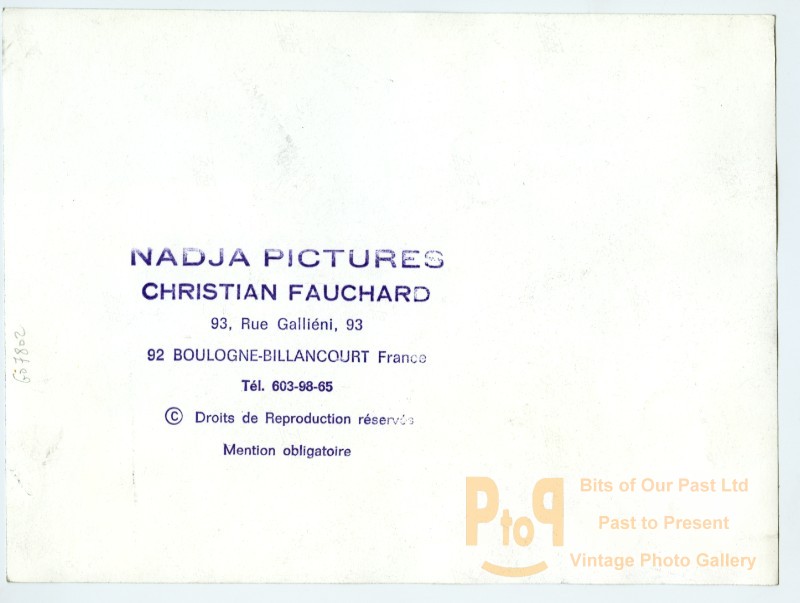 NADJA PICTURES
CHRISTIAN FAUCHARD
93, Rue Galliéni, 93
92 BOULOGNE-BILLANCOURT France
Tél. 603-98-65
© Droits de Reproduction réservés
Mention obligatoire
PtoP
Bits of Our Past Ltd
Past to Present
Vintage Photo Gallery